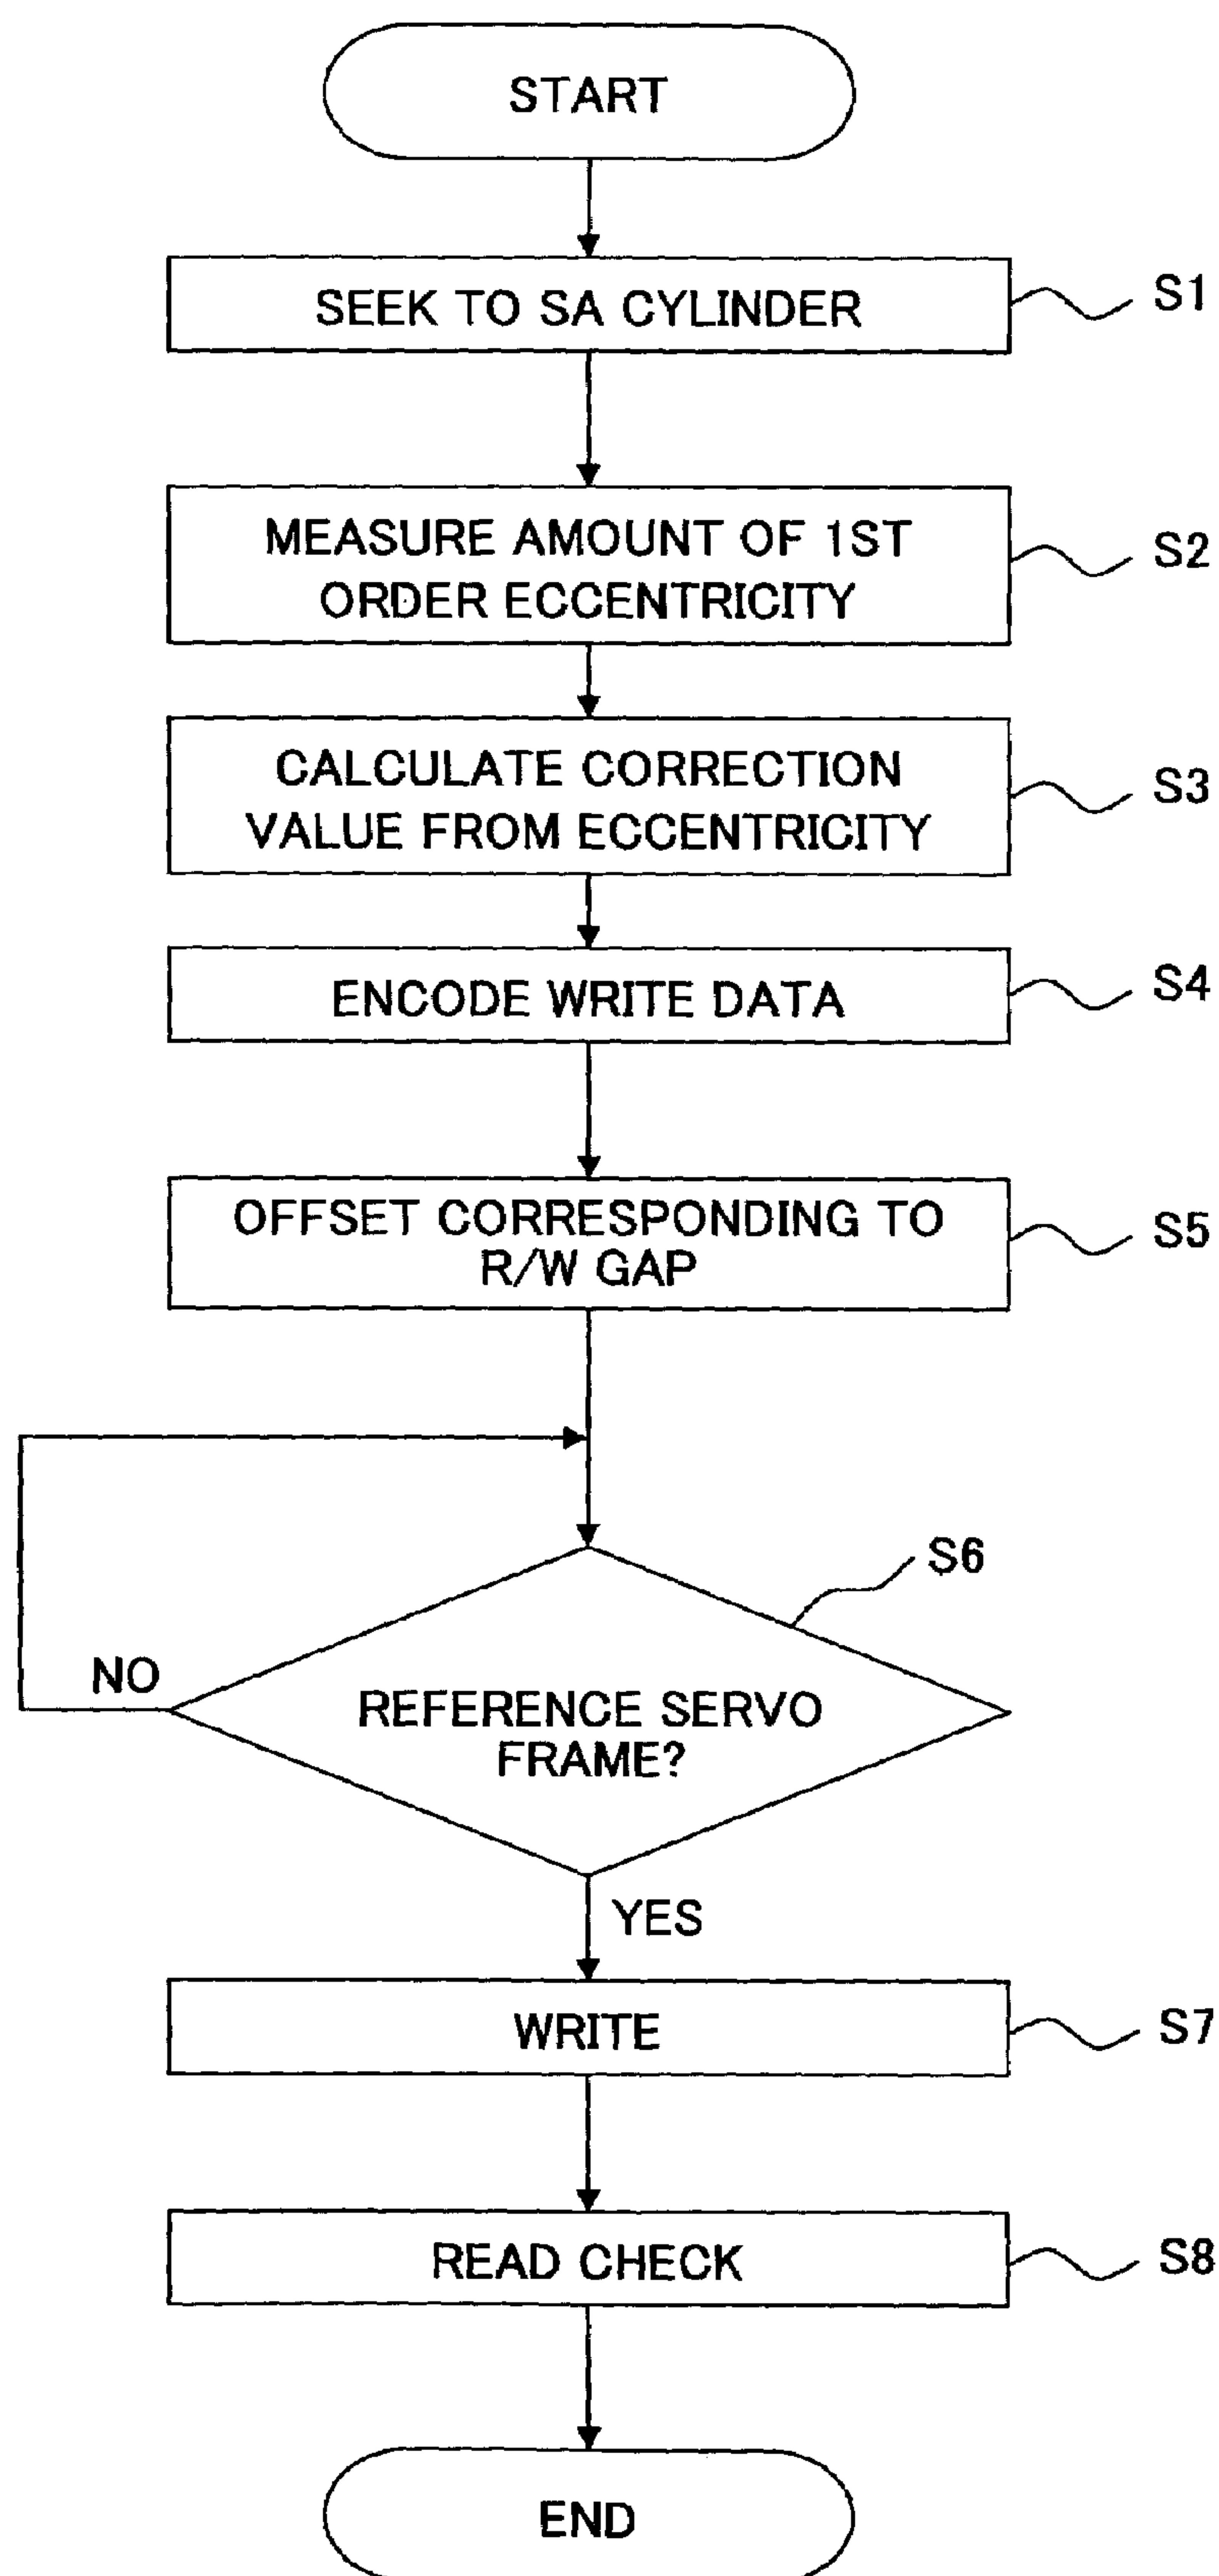 START
SEEK TO SA CYLINDER
S1
MEASURE AMOUNT OF 1ST
ORDER ECCENTRICITY
S2
CALCULATE CORRECTION
VALUE FROM ECCENTRICITY
S3
ENCODE WRITE DATA
S4
OFFSET CORRESPONDING TO
R/W GAP
S5
S6
NO
REFERENCE SERVO
FRAME?
YES
WRITE
S7
READ CHECK
S8
END